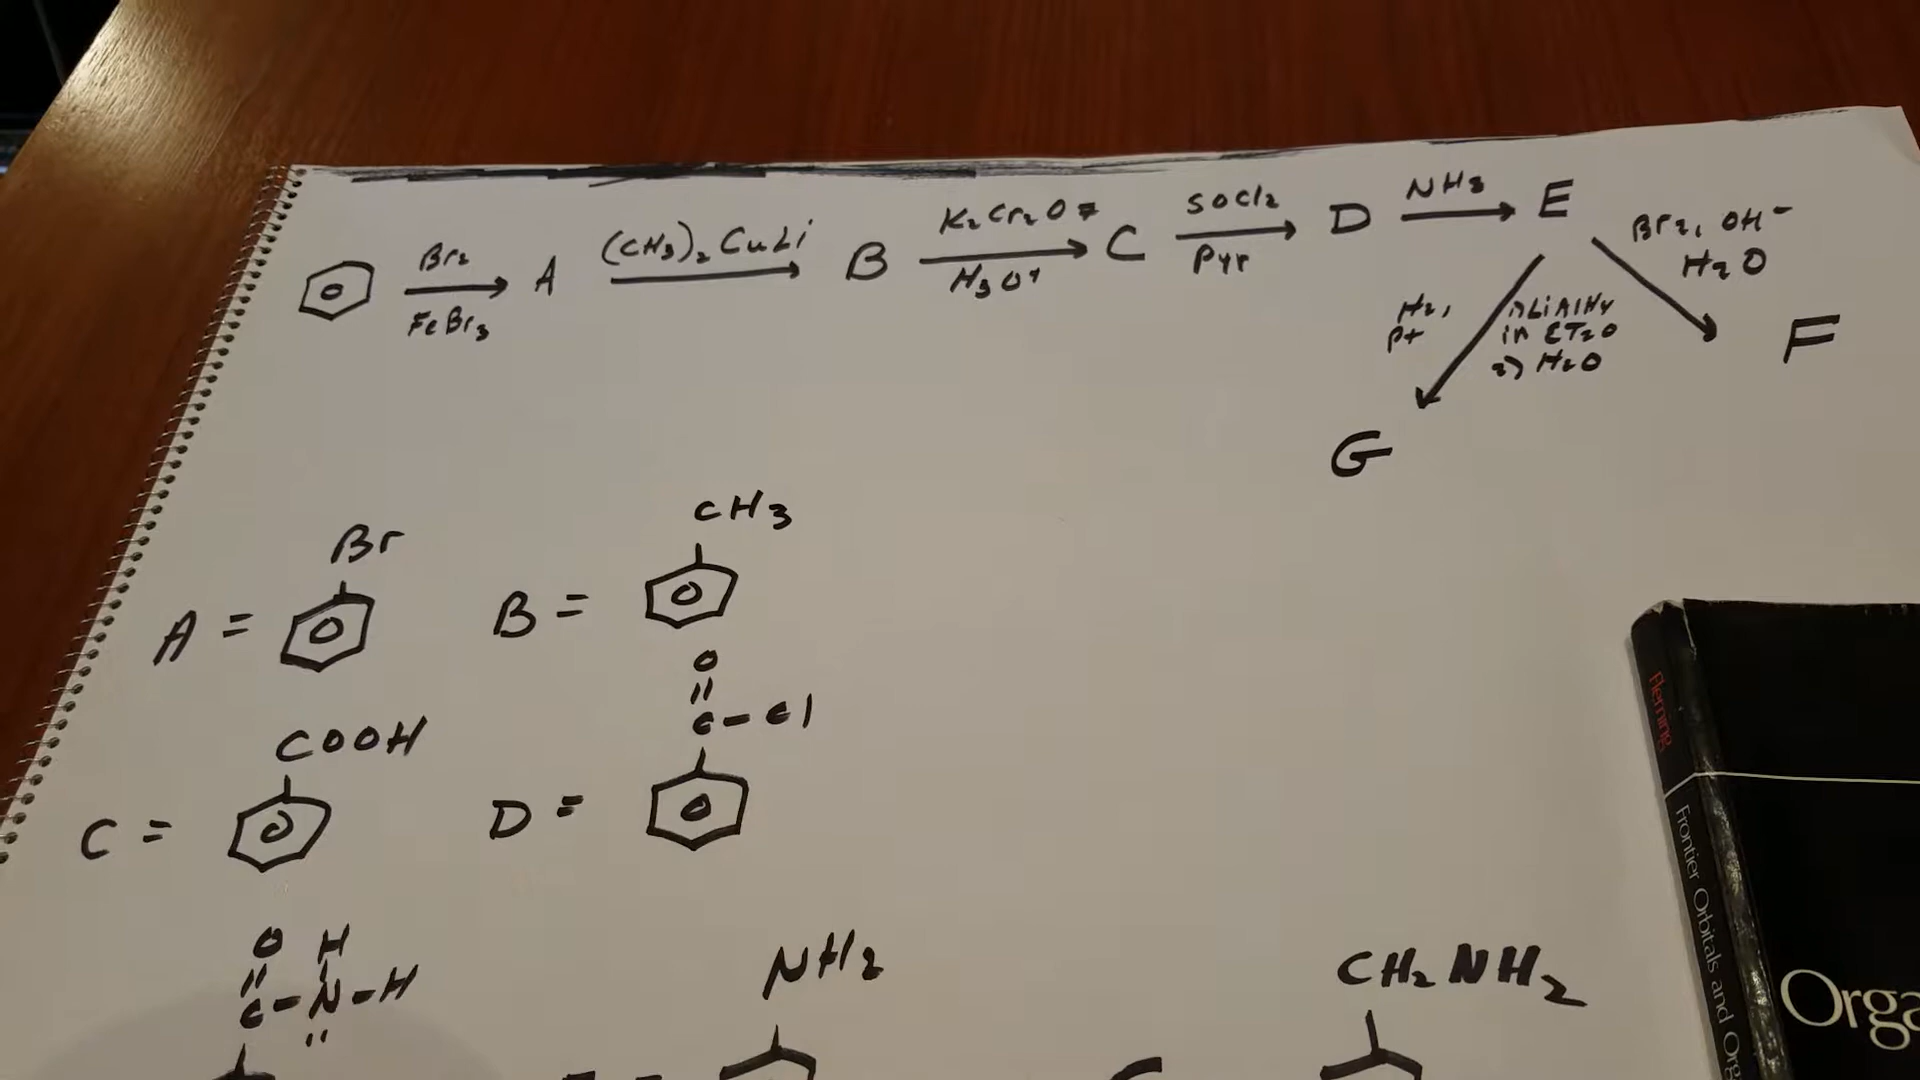 Br2 FeBr3 A (CH3)2CuLi B K2Cr2O7 H3O+ C SOCl2 Pyr D NH3 E
Br2, OH-
H2O
F
H2,
Pt
1) LiAlH4
in ET2O
2) H2O
G
Br
A =
CH3
B =
COOH
C =
O
C-Cl
D =
O H
C-N-H
NH2
CH2NH2
Fleming
Frontier Orbitals and Org
Orga